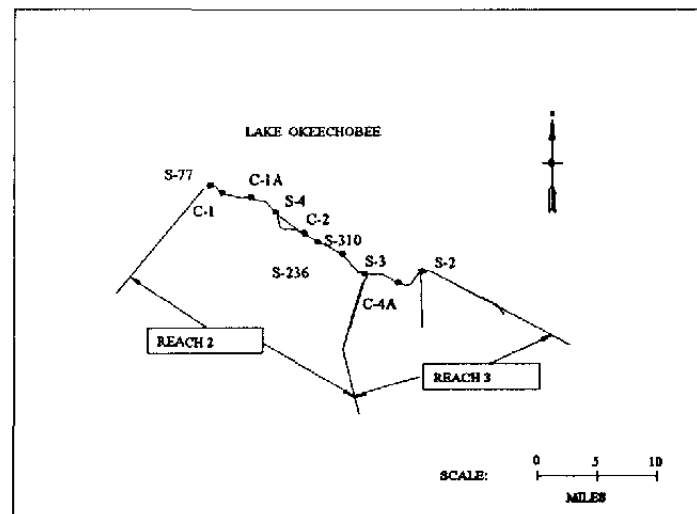 LAKE OKEECHOBEE
S-77
C-1A
S-4
C-1
C-2
S-310
S-236
S-3
S-2
C-4A
REACH 2
REACH 3
SCALE:
0 5 10
MILES